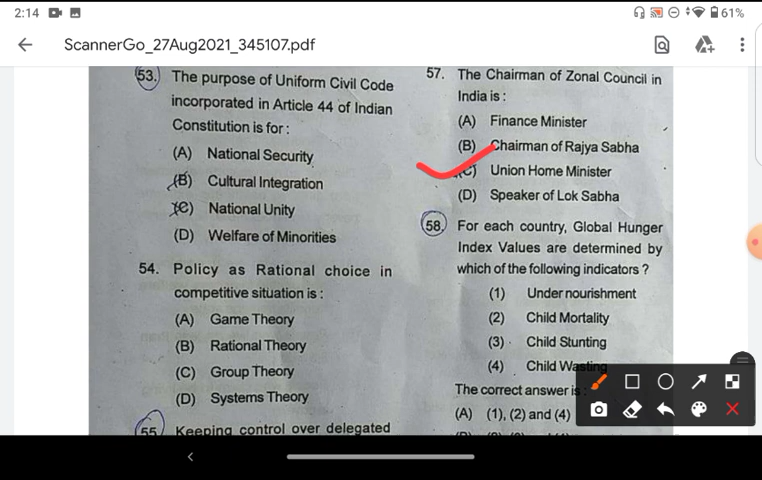 2:14
61%
ScannerGo_27Aug2021_345107.pdf
53. The purpose of Uniform Civil Code
incorporated in Article 44 of Indian
Constitution is for :
(A) National Security
(B) Cultural Integration
(C) National Unity
(D) Welfare of Minorities
54. Policy as Rational choice in
competitive situation is :
(A) Game Theory
(B) Rational Theory
(C) Group Theory
(D) Systems Theory
55. Keeping control over delegated
57. The Chairman of Zonal Council in
India is :
(A) Finance Minister
(B) Chairman of Rajya Sabha
(C) Union Home Minister
(D) Speaker of Lok Sabha
58. For each country, Global Hunger
Index Values are determined by
which of the following indicators ?
(1) Under nourishment
(2) Child Mortality
(3) Child Stunting
(4) Child Wasting
The correct answer is :
(A) (1), (2) and (4)